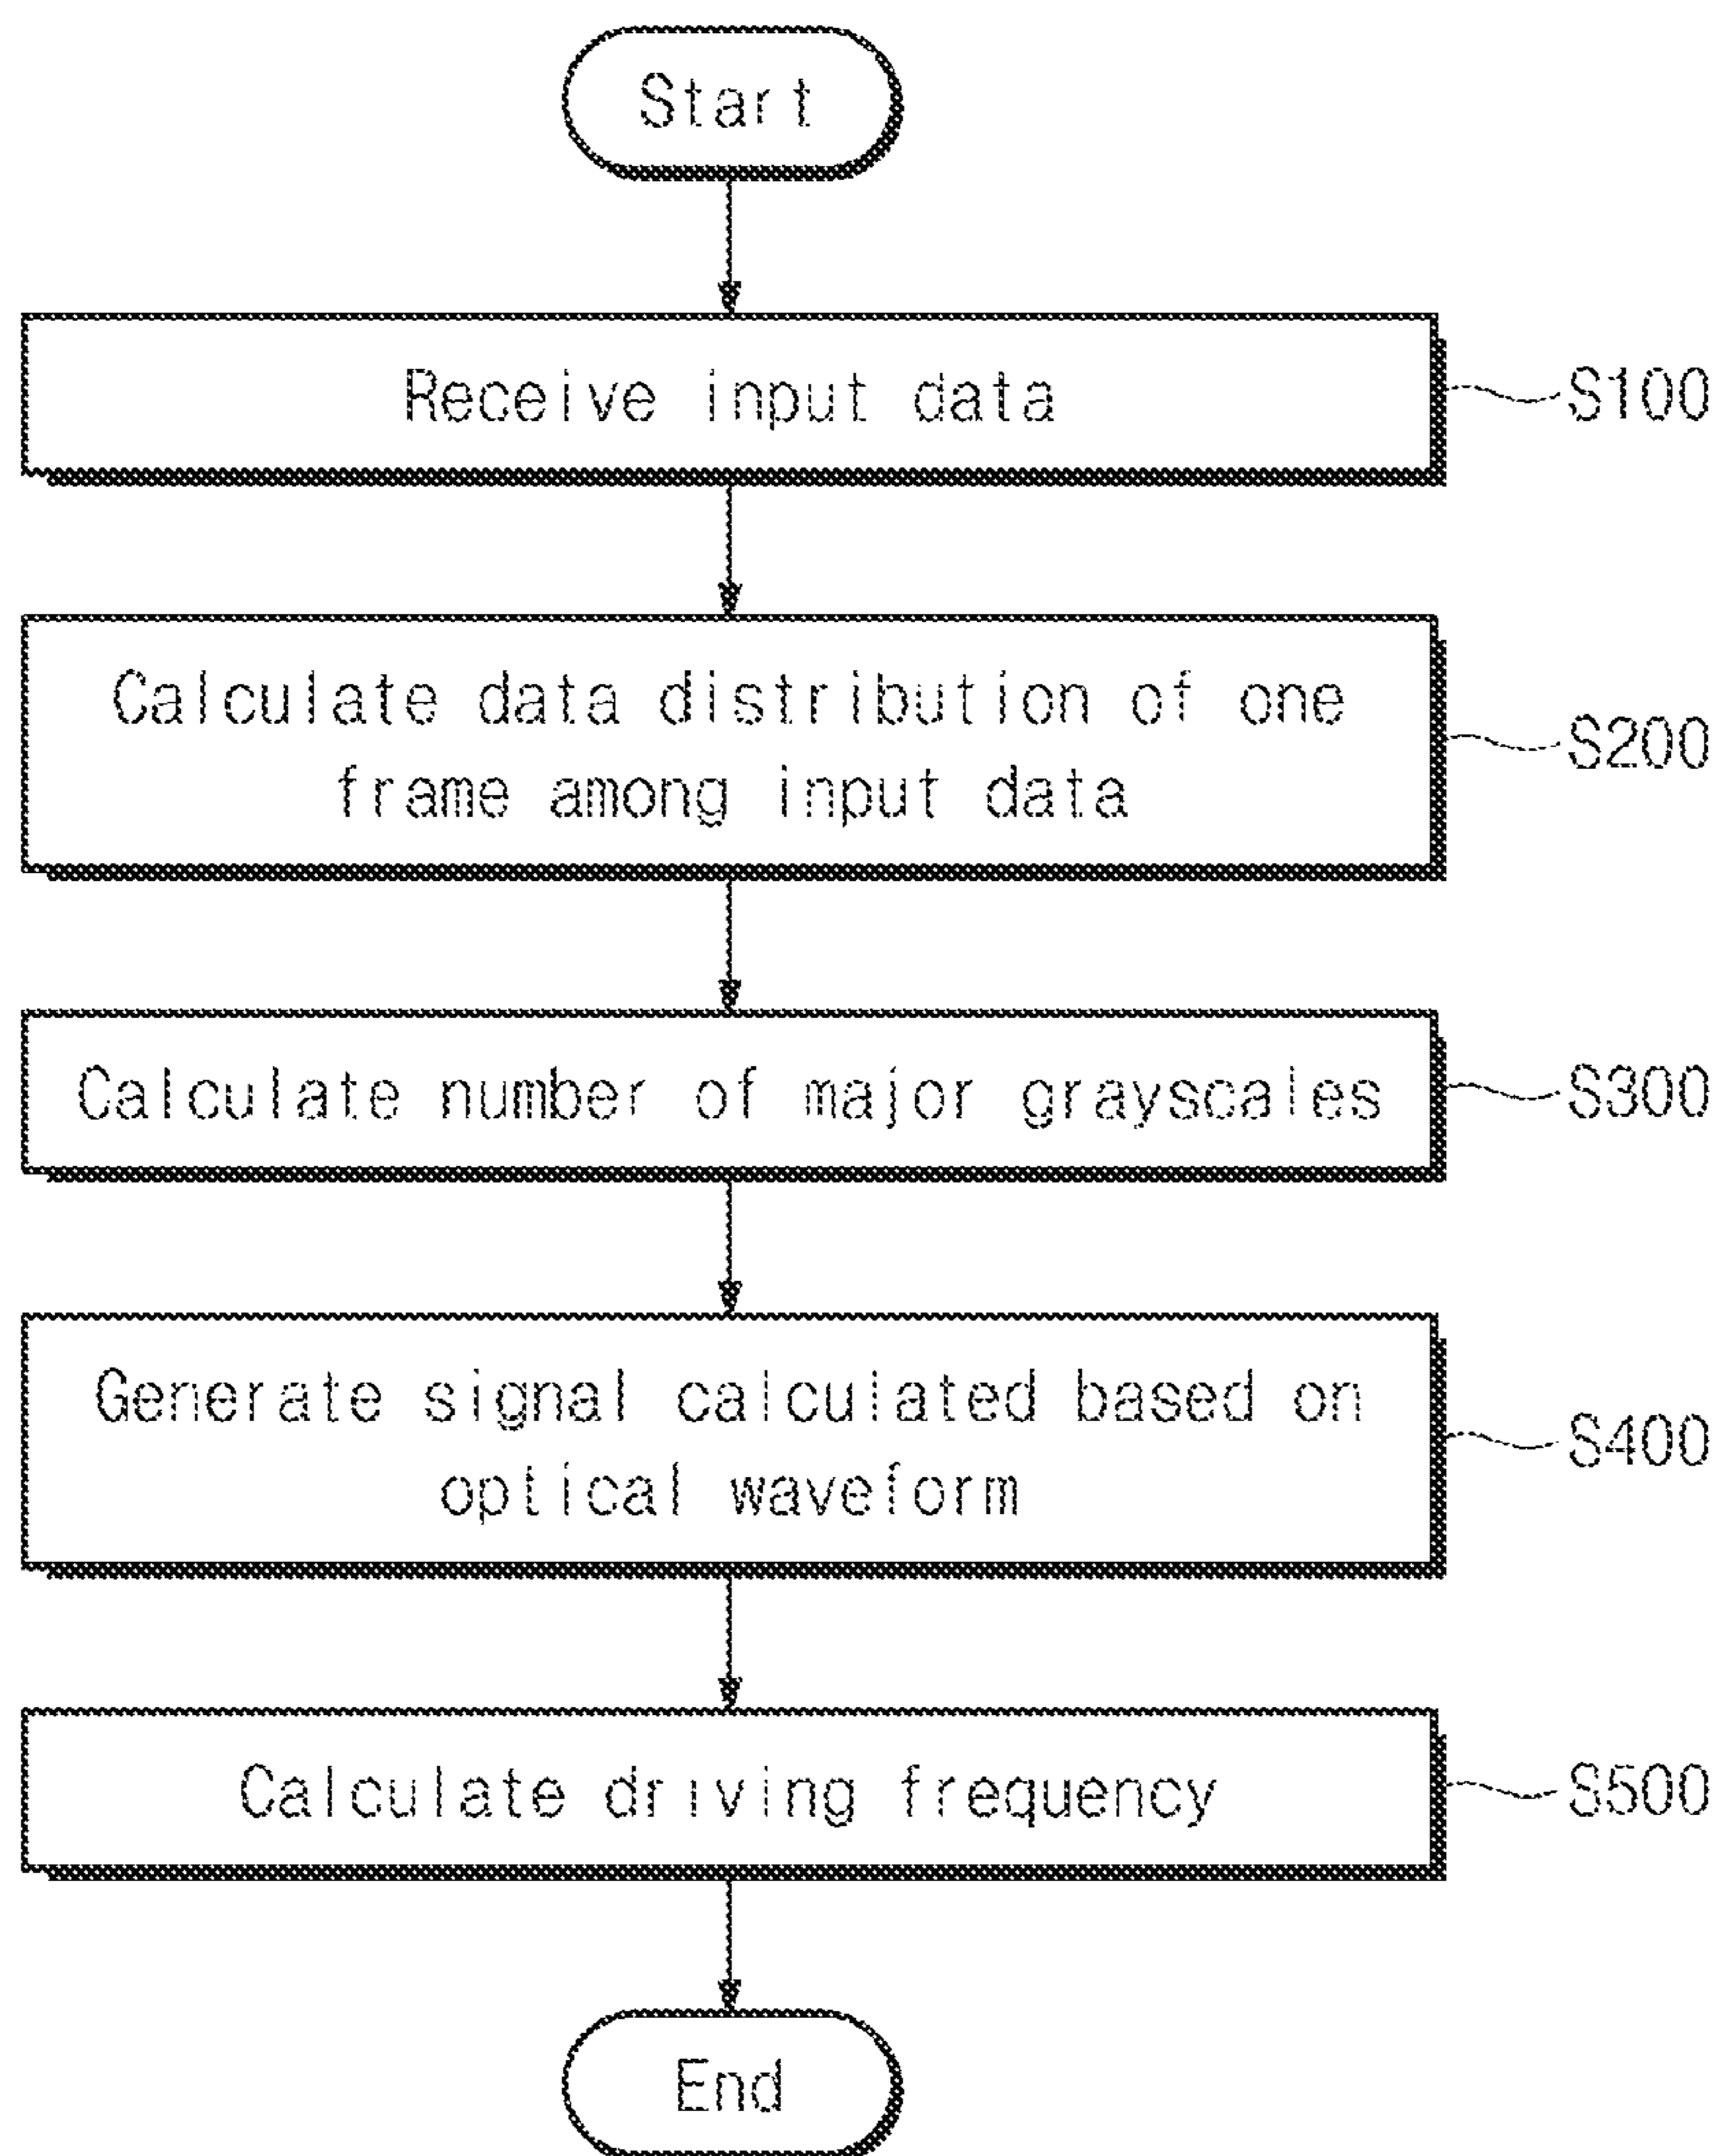 Start
Receive input data
S100
Calculate data distribution of one
frame among input data
S200
Calculate number of major grayscales
S300
Generate signal calculated based on
optical waveform
S400
Calculate driving frequency
S500
End